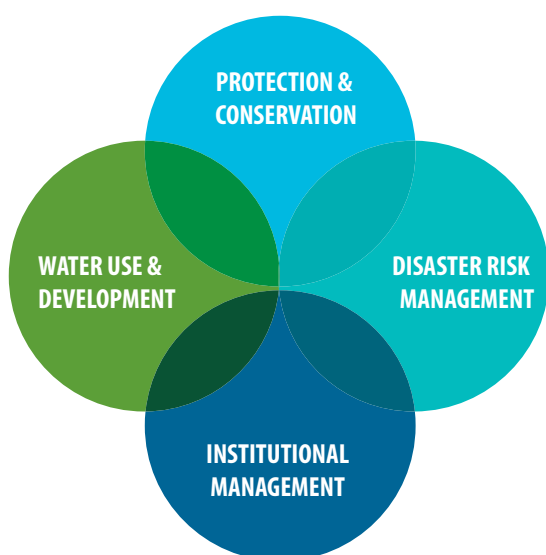 PROTECTION &
CONSERVATION
WATER USE &
DEVELOPMENT
DISASTER RISK
MANAGEMENT
INSTITUTIONAL
MANAGEMENT